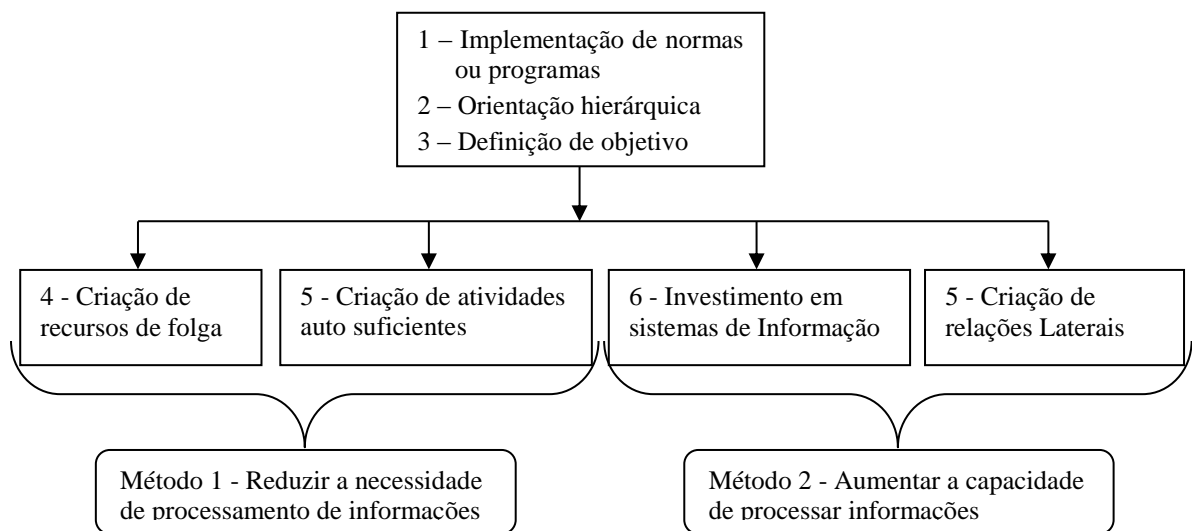 1 – Implementação de normas
ou programas
2 – Orientação hierárquica
3 – Definição de objetivo
4 - Criação de
recursos de folga
5 - Criação de atividades
auto suficientes
6 - Investimento em
sistemas de Informação
5 - Criação de
relações Laterais
Método 1 - Reduzir a necessidade
de processamento de informações
Método 2 - Aumentar a capacidade
de processar informações